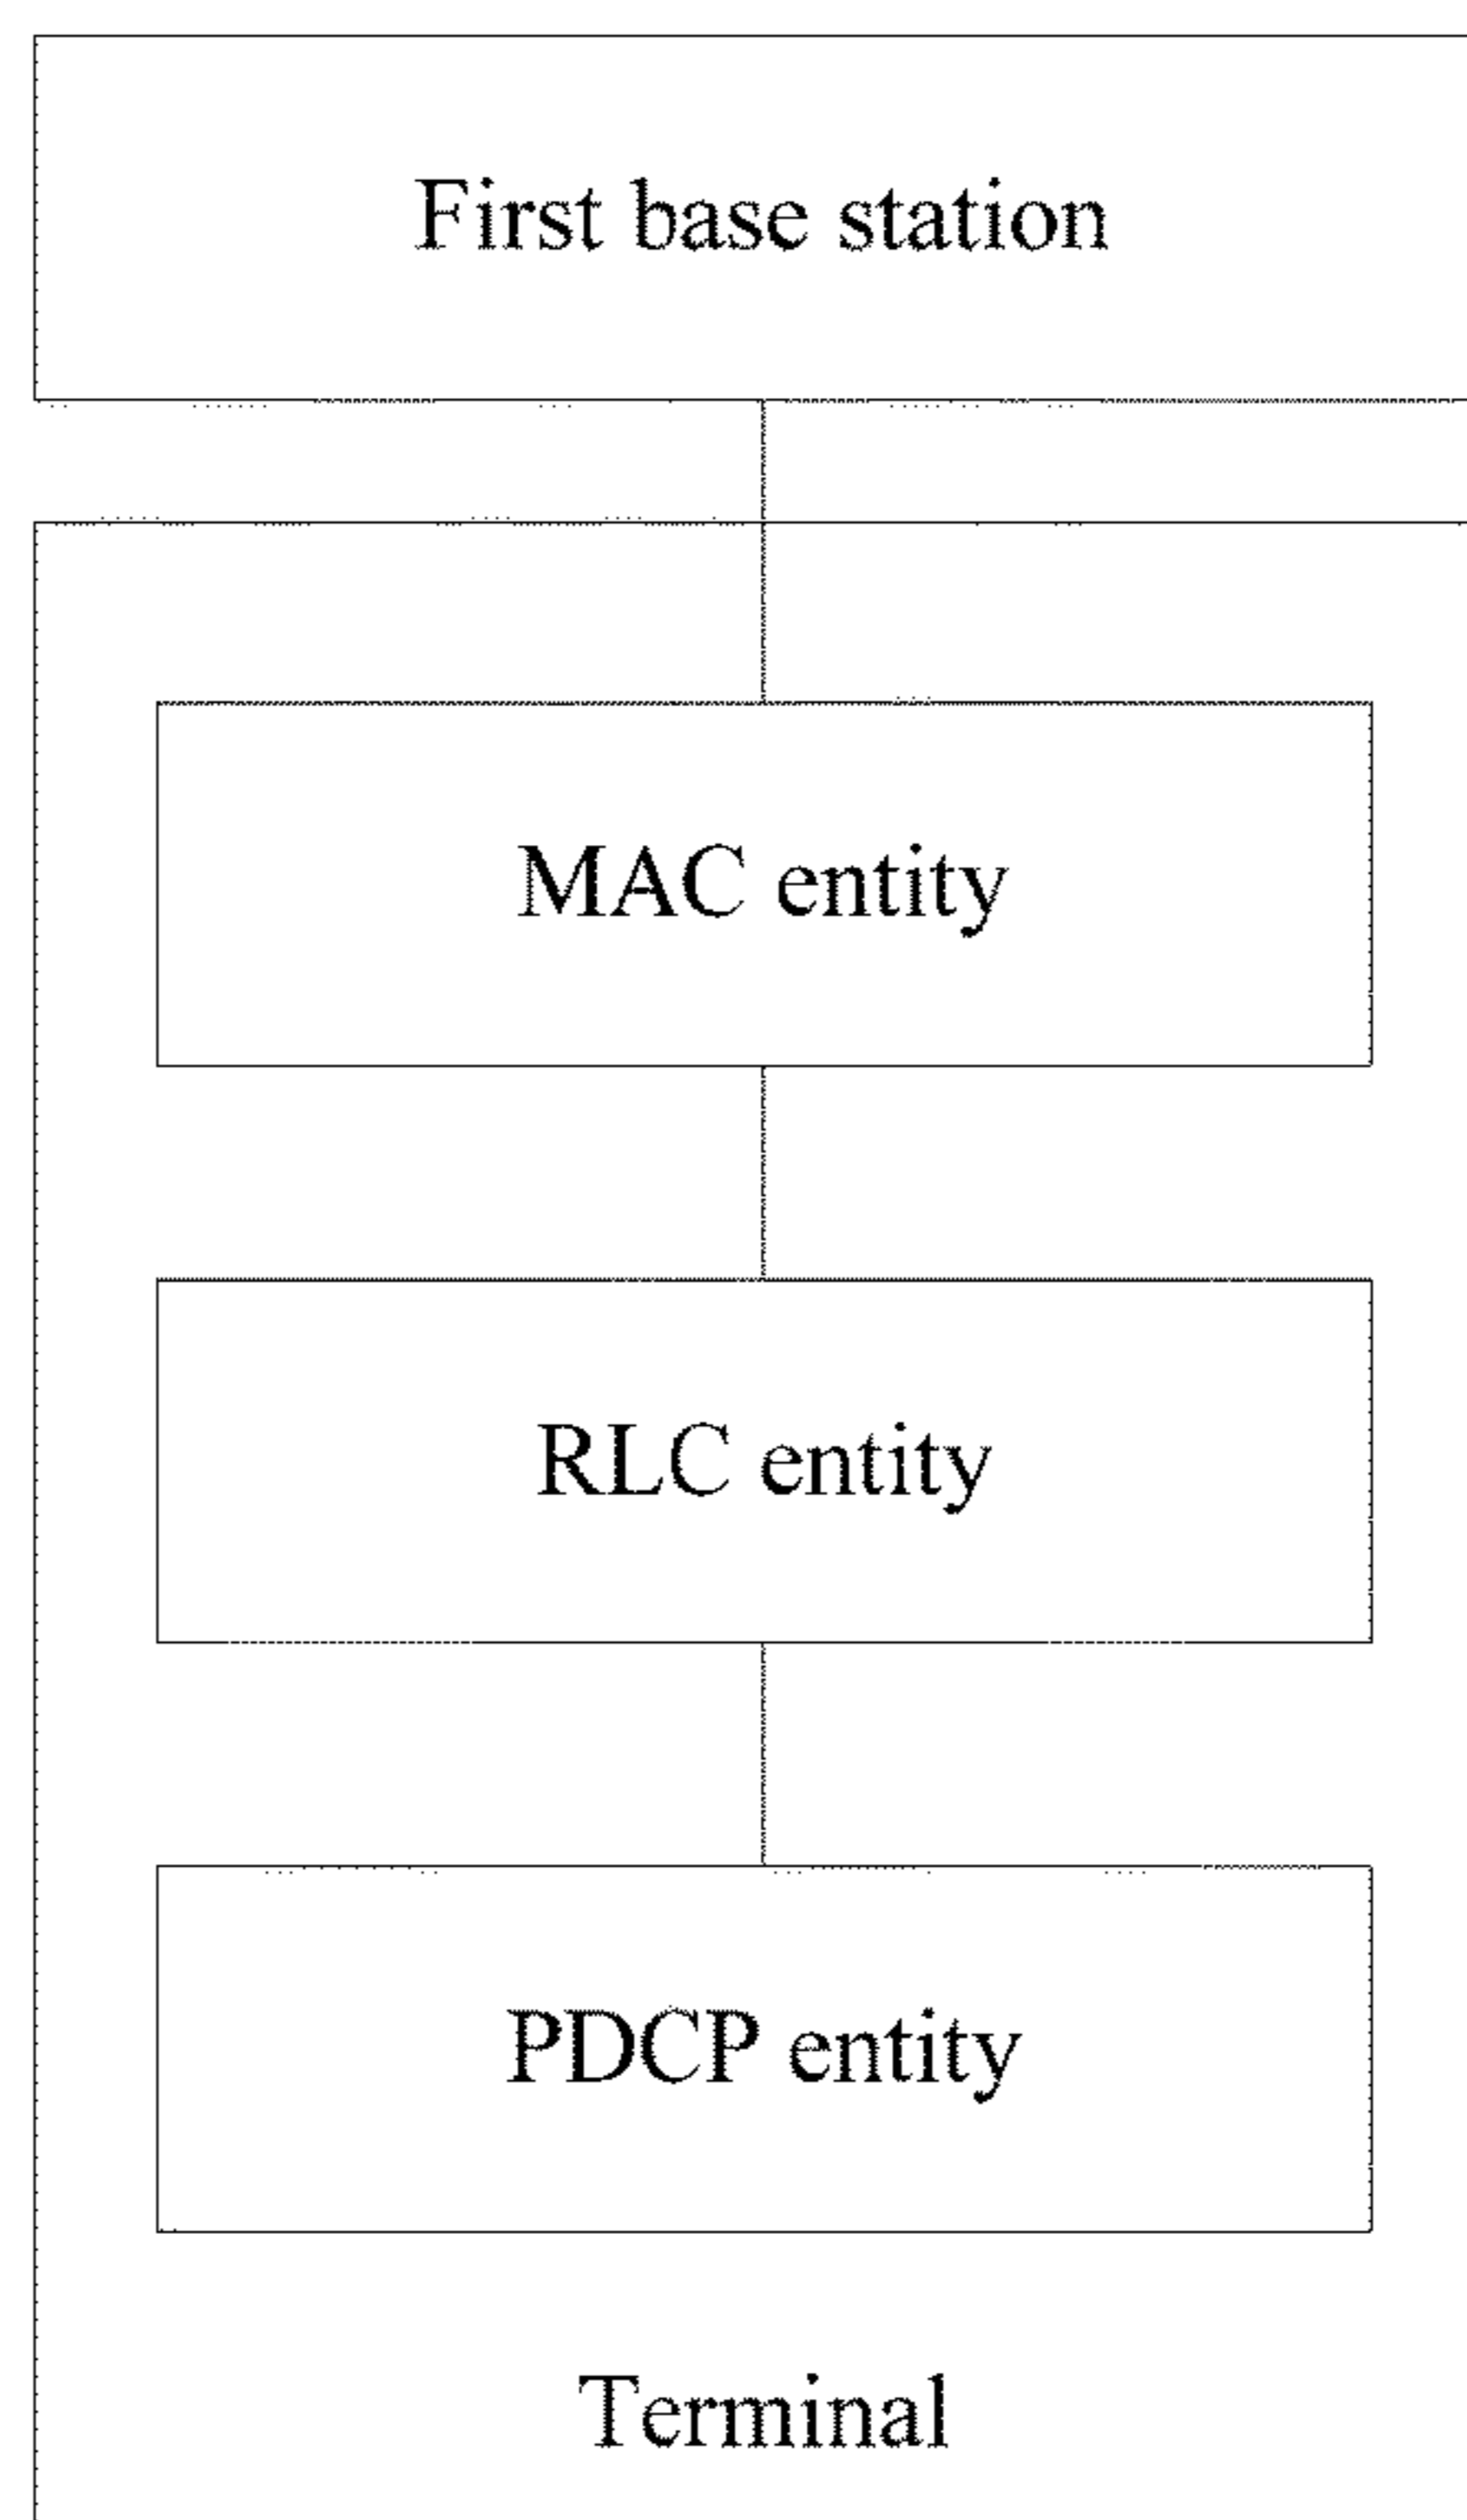 First base station
MAC entity
RLC entity
PDCP entity
Terminal